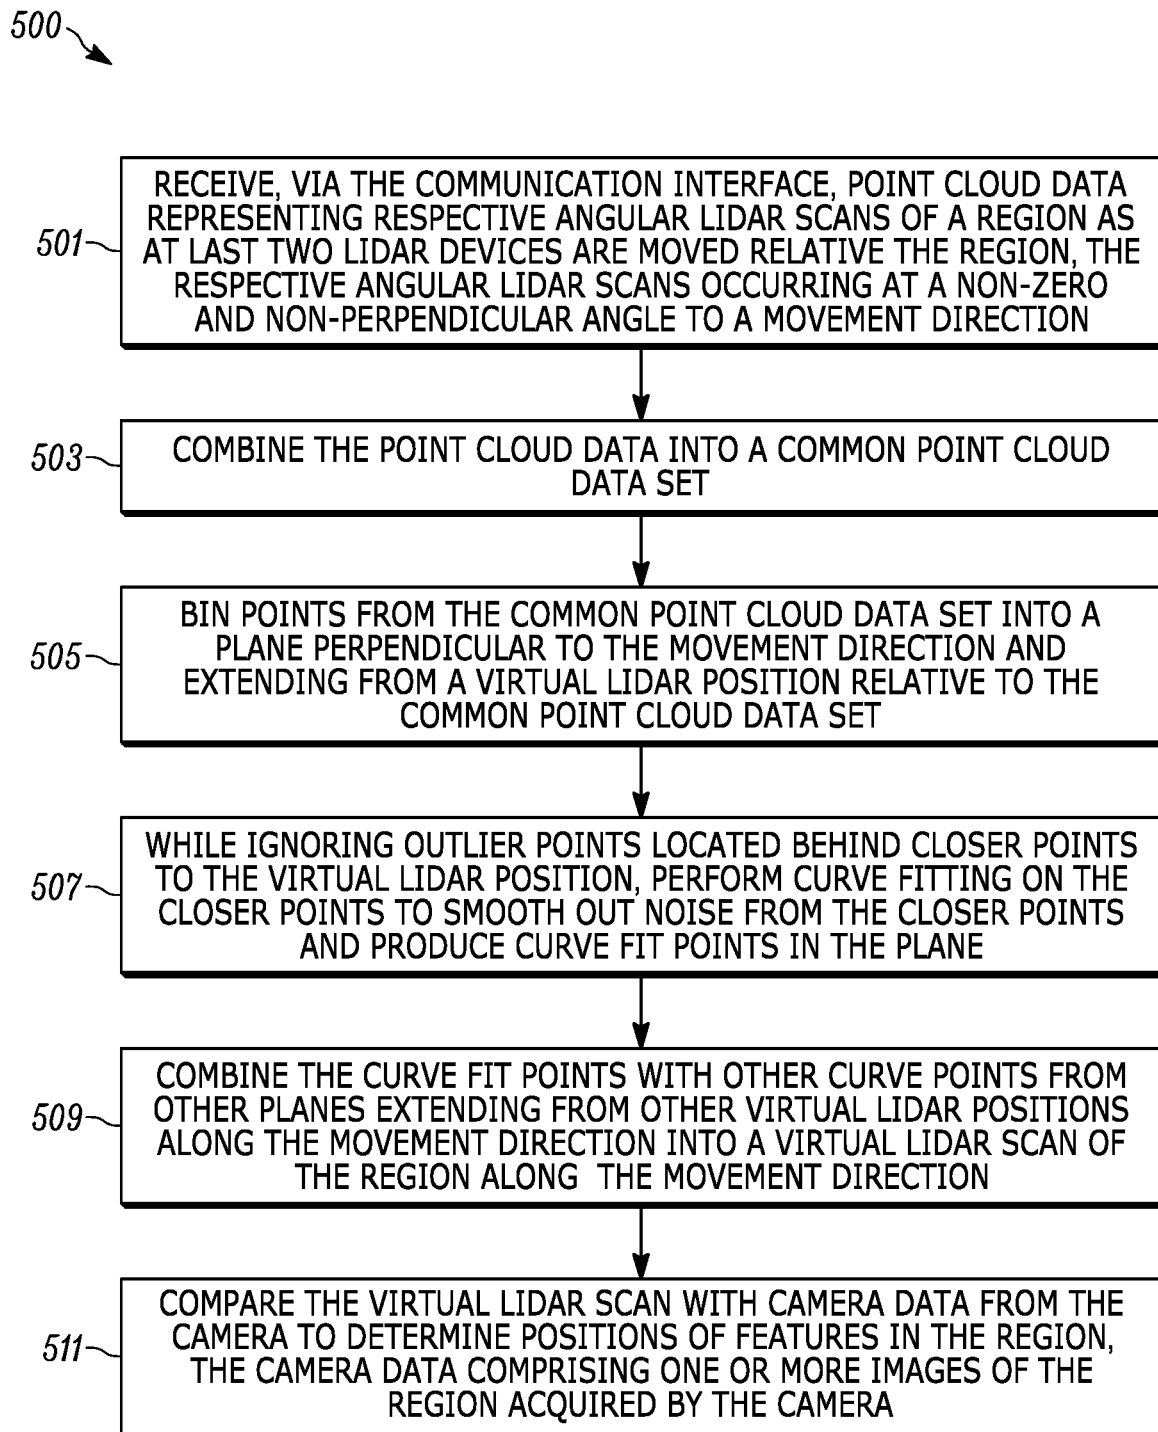 500
501
RECEIVE, VIA THE COMMUNICATION INTERFACE, POINT CLOUD DATA
REPRESENTING RESPECTIVE ANGULAR LIDAR SCANS OF A REGION AS
AT LAST TWO LIDAR DEVICES ARE MOVED RELATIVE THE REGION, THE
RESPECTIVE ANGULAR LIDAR SCANS OCCURRING AT A NON-ZERO
AND NON-PERPENDICULAR ANGLE TO A MOVEMENT DIRECTION
503
COMBINE THE POINT CLOUD DATA INTO A COMMON POINT CLOUD
DATA SET
505
BIN POINTS FROM THE COMMON POINT CLOUD DATA SET INTO A
PLANE PERPENDICULAR TO THE MOVEMENT DIRECTION AND
EXTENDING FROM A VIRTUAL LIDAR POSITION RELATIVE TO THE
COMMON POINT CLOUD DATA SET
507
WHILE IGNORING OUTLIER POINTS LOCATED BEHIND CLOSER POINTS
TO THE VIRTUAL LIDAR POSITION, PERFORM CURVE FITTING ON THE
CLOSER POINTS TO SMOOTH OUT NOISE FROM THE CLOSER POINTS
AND PRODUCE CURVE FIT POINTS IN THE PLANE
509
COMBINE THE CURVE FIT POINTS WITH OTHER CURVE POINTS FROM
OTHER PLANES EXTENDING FROM OTHER VIRTUAL LIDAR POSITIONS
ALONG THE MOVEMENT DIRECTION INTO A VIRTUAL LIDAR SCAN OF
THE REGION ALONG THE MOVEMENT DIRECTION
511
COMPARE THE VIRTUAL LIDAR SCAN WITH CAMERA DATA FROM THE
CAMERA TO DETERMINE POSITIONS OF FEATURES IN THE REGION,
THE CAMERA DATA COMPRISING ONE OR MORE IMAGES OF THE
REGION ACQUIRED BY THE CAMERA